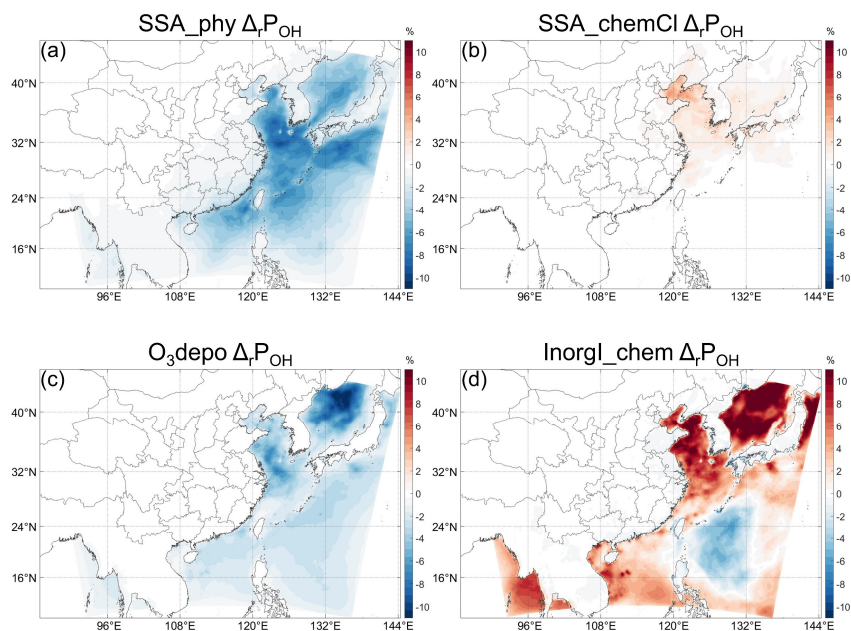 SSA_phy ΔrPOH
SSA_chemCl ΔrPOH
(a)
40°N
32°N
24°N
16°N
96°E 108°E 120°E 132°E 144°E
%
10
8
6
4
2
0
-2
-4
-6
-8
-10
(b)
40°N
32°N
24°N
16°N
96°E 108°E 120°E 132°E 144°E
%
10
8
6
4
2
0
-2
-4
-6
-8
-10
O3depo ΔrPOH
InorgI_chem ΔrPOH
(c)
40°N
32°N
24°N
16°N
96°E 108°E 120°E 132°E 144°E
%
10
8
6
4
2
0
-2
-4
-6
-8
-10
(d)
40°N
32°N
24°N
16°N
96°E 108°E 120°E 132°E 144°E
%
10
8
6
4
2
0
-2
-4
-6
-8
-10